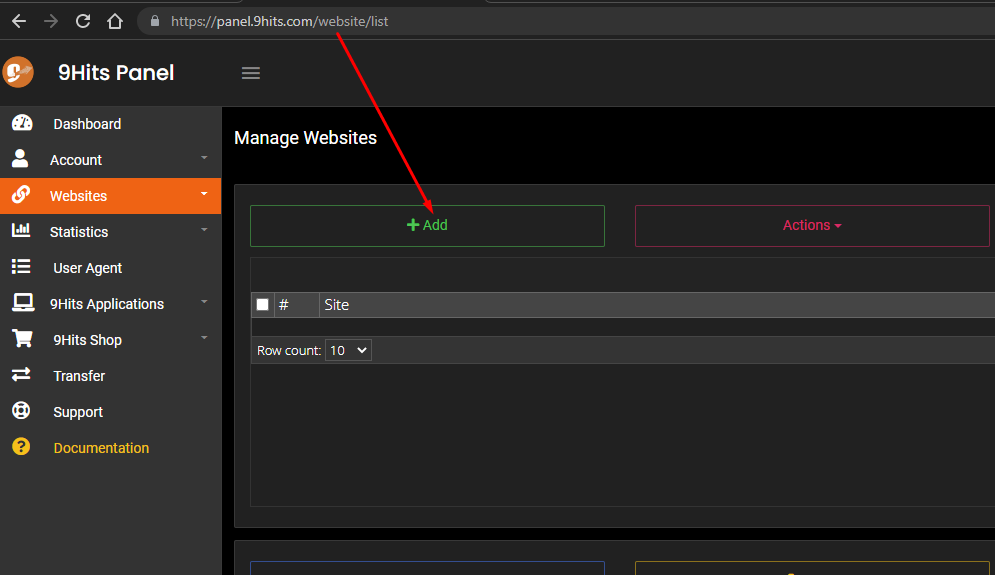 https://panel.9hits.com/website/list
9Hits Panel
Dashboard
Account
Websites
Statistics
User Agent
9Hits Applications
9Hits Shop
Transfer
Support
Documentation
Manage Websites
Add
Actions
# Site
Row count: 10